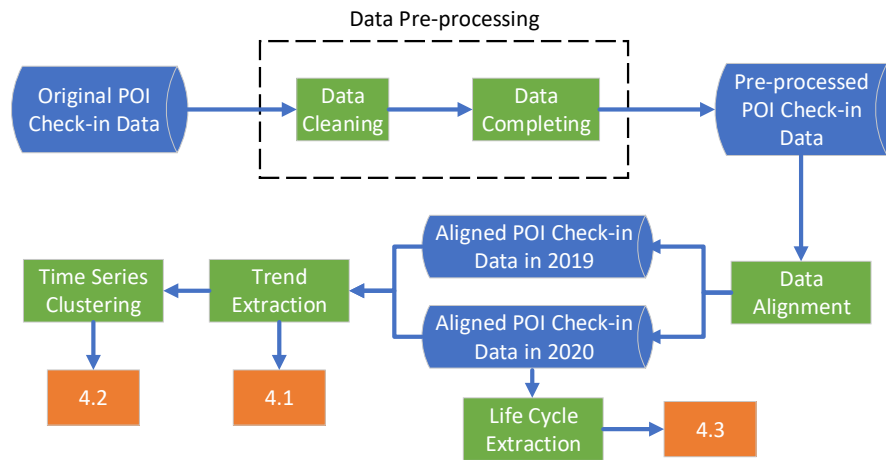 Data Pre-processing
Original POI
Check-in Data
Data
Cleaning
Data
Completing
Pre-processed
POI Check-in
Data
Aligned POI Check-in
Data in 2019
Time Series
Clustering
Trend
Extraction
Data
Alignment
Aligned POI Check-in
Data in 2020
4.2
4.1
Life Cycle
Extraction
4.3